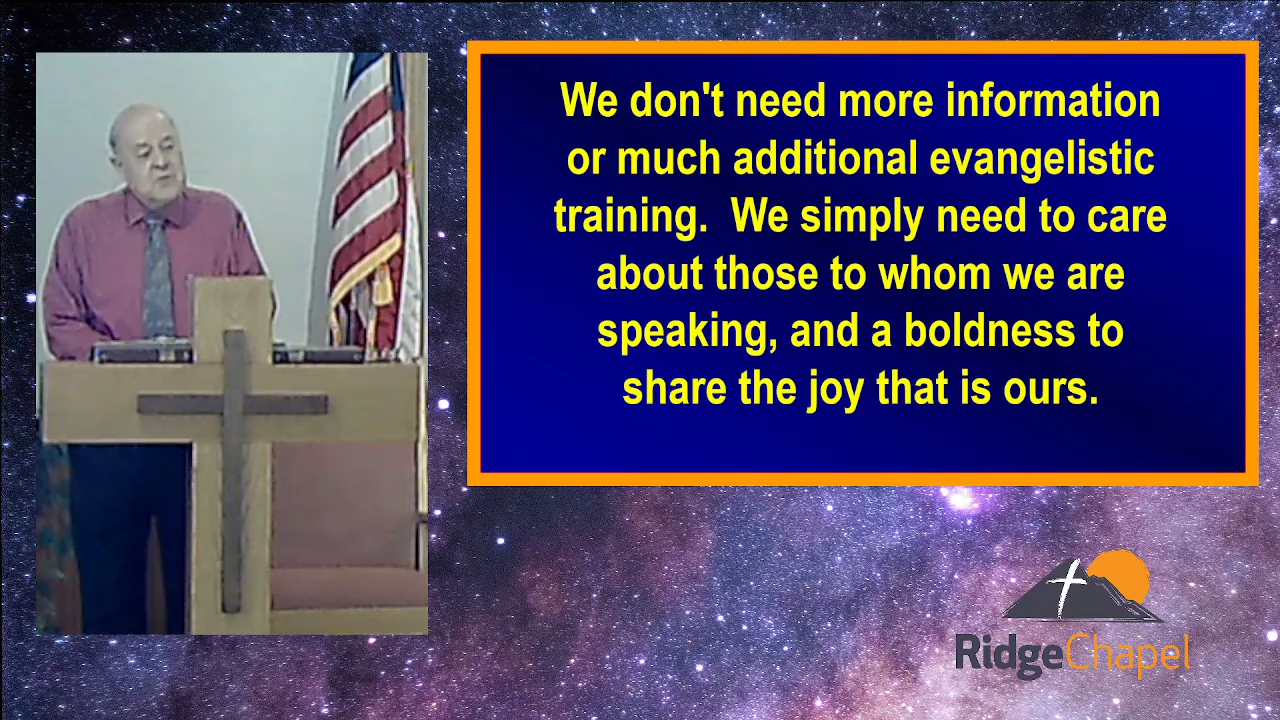 We don't need more information
or much additional evangelistic
training.  We simply need to care
about those to whom we are
speaking, and a boldness to
share the joy that is ours.
RidgeChapel